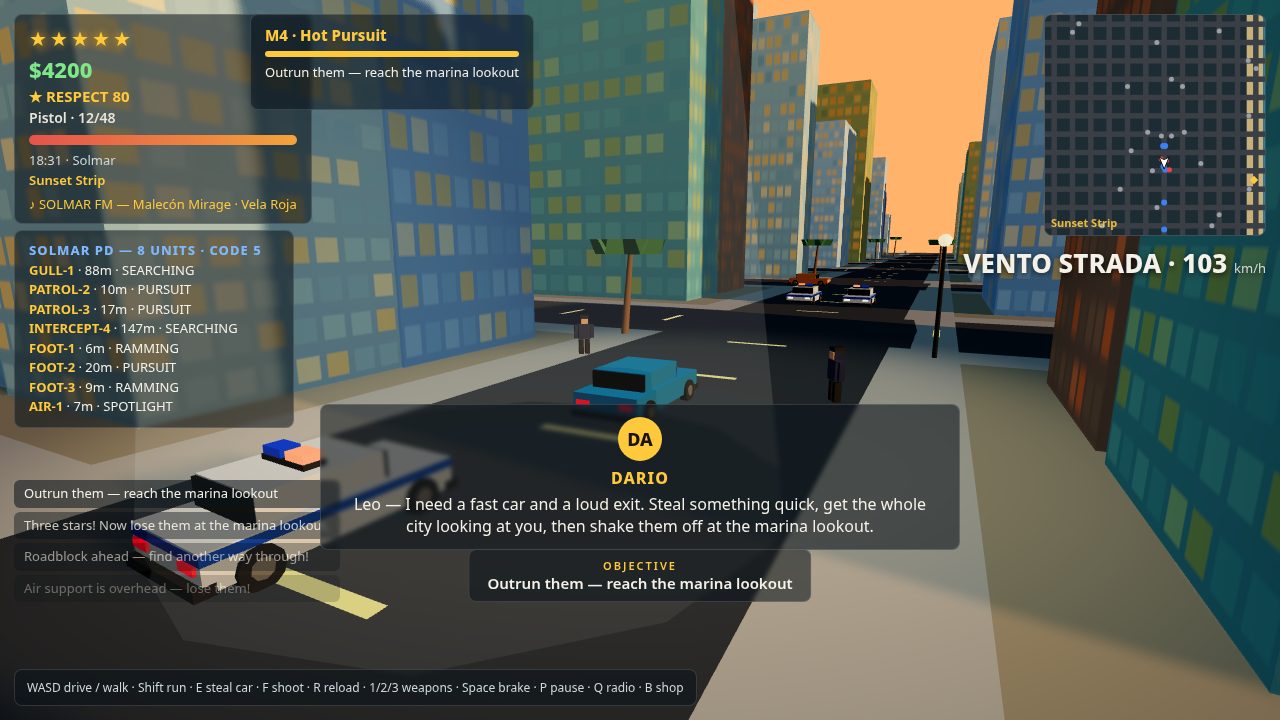 ★★★★★
$4200
★ RESPECT 80
Pistol · 12/48
18:31 · Solmar
Sunset Strip
♪ SOLMAR FM — Malecón Mirage · Vela Roja
M4 · Hot Pursuit
Outrun them — reach the marina lookout
Sunset Strip
VENTO STRADA · 103 km/h
SOLMAR PD — 8 UNITS · CODE 5
GULL-1 · 88m · SEARCHING
PATROL-2 · 10m · PURSUIT
PATROL-3 · 17m · PURSUIT
INTERCEPT-4 · 147m · SEARCHING
FOOT-1 · 6m · RAMMING
FOOT-2 · 20m · PURSUIT
FOOT-3 · 9m · RAMMING
AIR-1 · 7m · SPOTLIGHT
Outrun them — reach the marina lookout
Three stars! Now lose them at the marina lookou
Roadblock ahead — find another way through!
Air support is overhead — lose them!
DA
DARIO
Leo — I need a fast car and a loud exit. Steal something quick, get the whole
city looking at you, then shake them off at the marina lookout.
OBJECTIVE
Outrun them — reach the marina lookout
WASD drive / walk · Shift run · E steal car · F shoot · R reload · 1/2/3 weapons · Space brake · P pause · Q radio · B shop